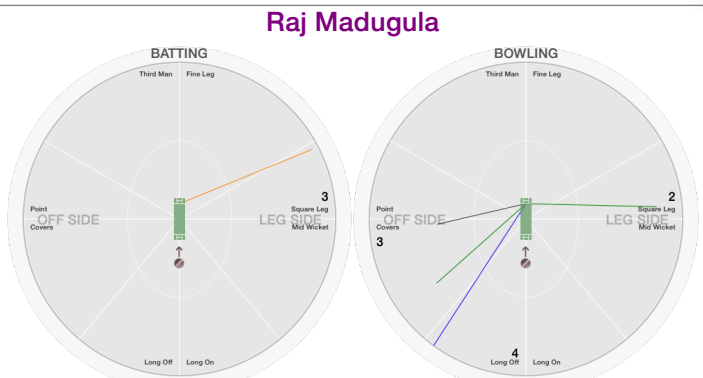 Raj Madugula
BATTING
Third Man Fine Leg
3
Point
Square Leg
OFF SIDE
LEG SIDE
Covers
Mid Wicket
Long Off Long On
BOWLING
Third Man Fine Leg
2
Point
Square Leg
OFF SIDE
LEG SIDE
Covers
Mid Wicket
3
4
Long Off Long On